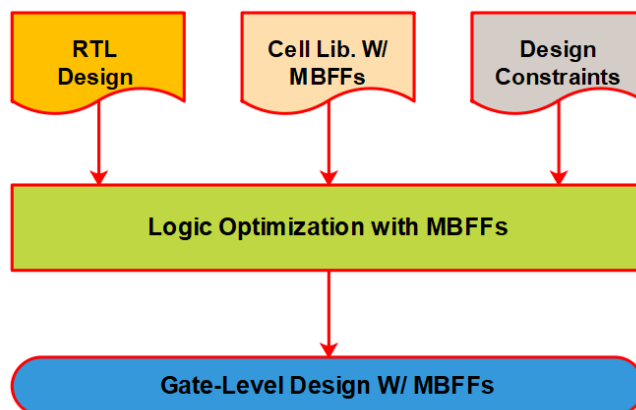 RTL
Design
Cell Lib. W/
MBFFs
Design
Constraints
Logic Optimization with MBFFs
Gate-Level Design W/ MBFFs